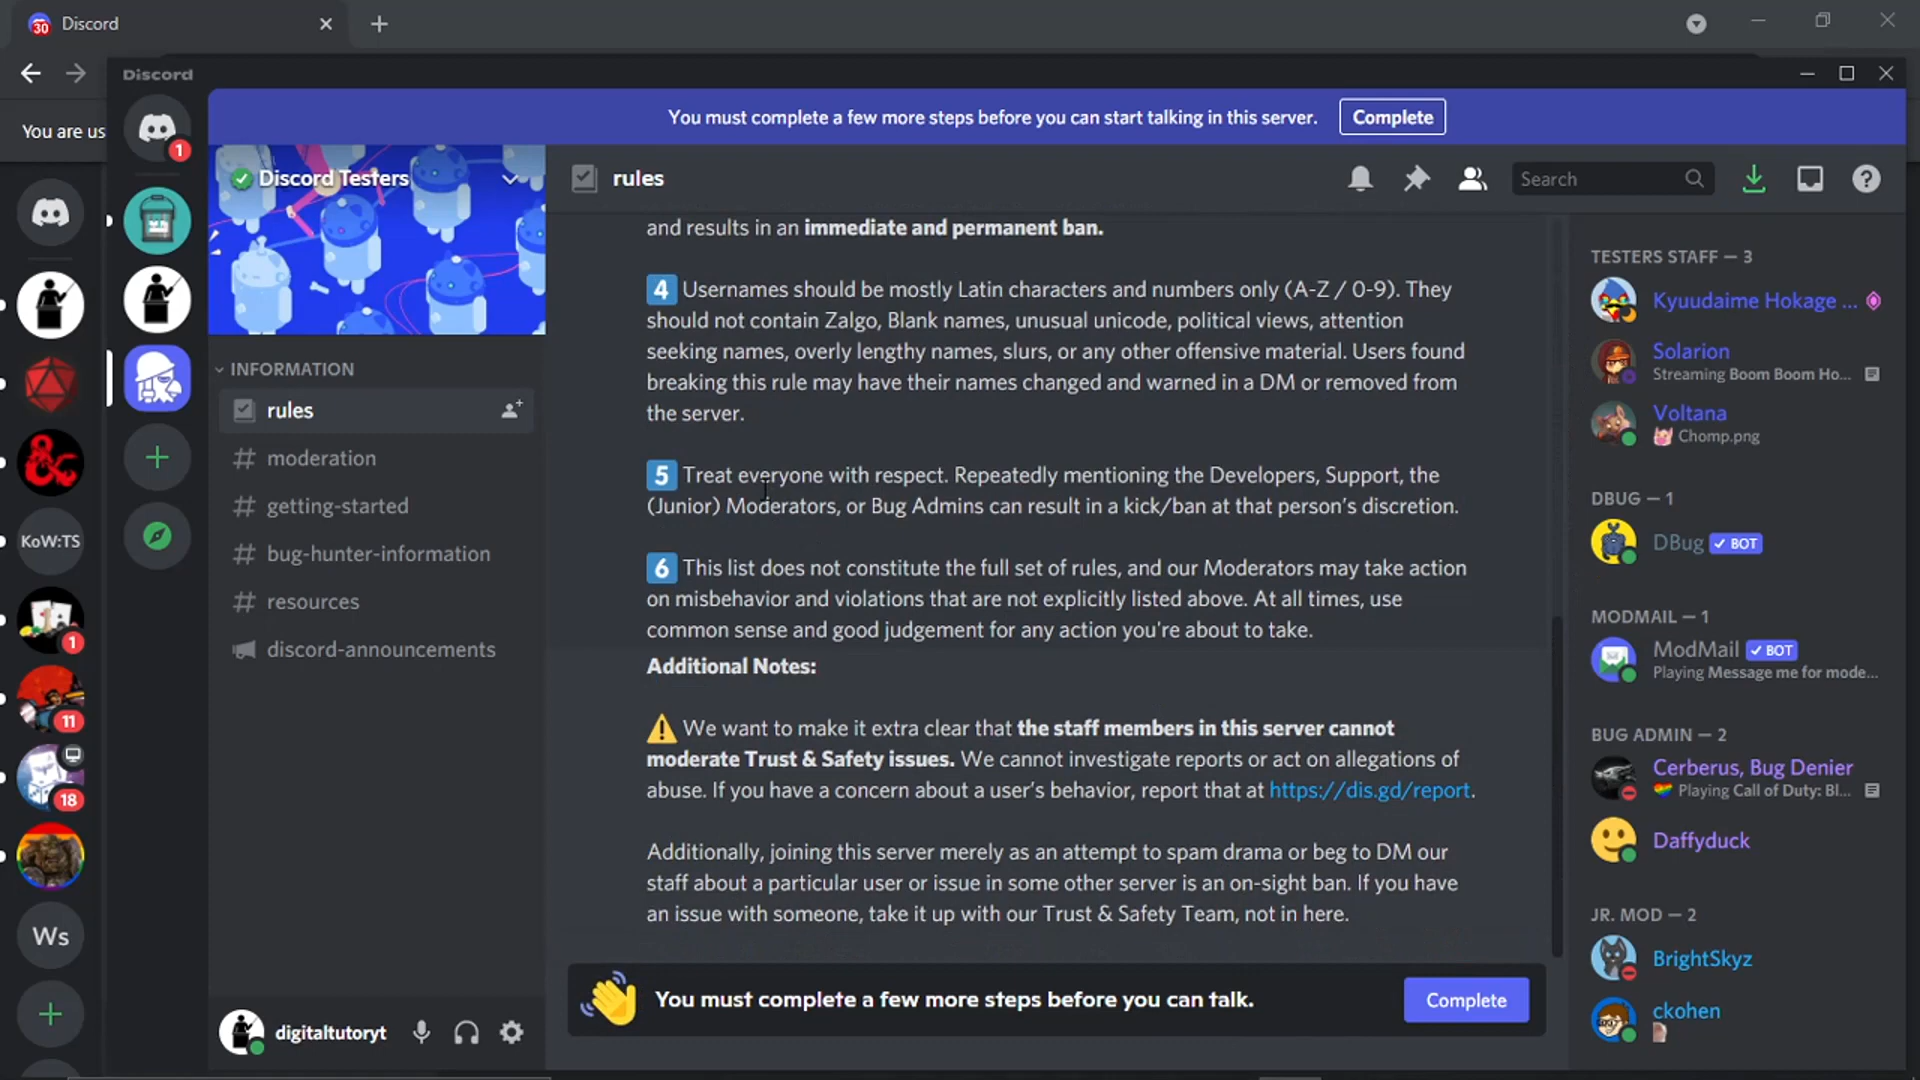 30
Discord
You are us
Discord
You must complete a few more steps before you can start talking in this server.
Complete
1
Discord Testers
rules
Search
INFORMATION
rules
moderation
getting-started
bug-hunter-information
resources
discord-announcements
KoW:TS
1
11
18
Ws
and results in an immediate and permanent ban.
4 Usernames should be mostly Latin characters and numbers only (A-Z / 0-9). They
should not contain Zalgo, Blank names, unusual unicode, political views, attention
seeking names, overly lengthy names, slurs, or any other offensive material. Users found
breaking this rule may have their names changed and warned in a DM or removed from
the server.
5 Treat everyone with respect. Repeatedly mentioning the Developers, Support, the
(Junior) Moderators, or Bug Admins can result in a kick/ban at that person's discretion.
6 This list does not constitute the full set of rules, and our Moderators may take action
on misbehavior and violations that are not explicitly listed above. At all times, use
common sense and good judgement for any action you're about to take.
Additional Notes:
We want to make it extra clear that the staff members in this server cannot
moderate Trust & Safety issues. We cannot investigate reports or act on allegations of
abuse. If you have a concern about a user's behavior, report that at https://dis.gd/report.
Additionally, joining this server merely as an attempt to spam drama or beg to DM our
staff about a particular user or issue in some other server is an on-sight ban. If you have
an issue with someone, take it up with our Trust & Safety Team, not in here.
You must complete a few more steps before you can talk.
Complete
digitaltutoryt
TESTERS STAFF — 3
Kyuudaime Hokage ...
Solarion
Streaming Boom Boom Ho...
Voltana
Chomp.png
DBUG — 1
DBug BOT
MODMAIL — 1
ModMail BOT
Playing Message me for mode...
BUG ADMIN — 2
Cerberus, Bug Denier
Playing Call of Duty: Bl...
Daffyduck
JR. MOD — 2
BrightSkyz
ckohen